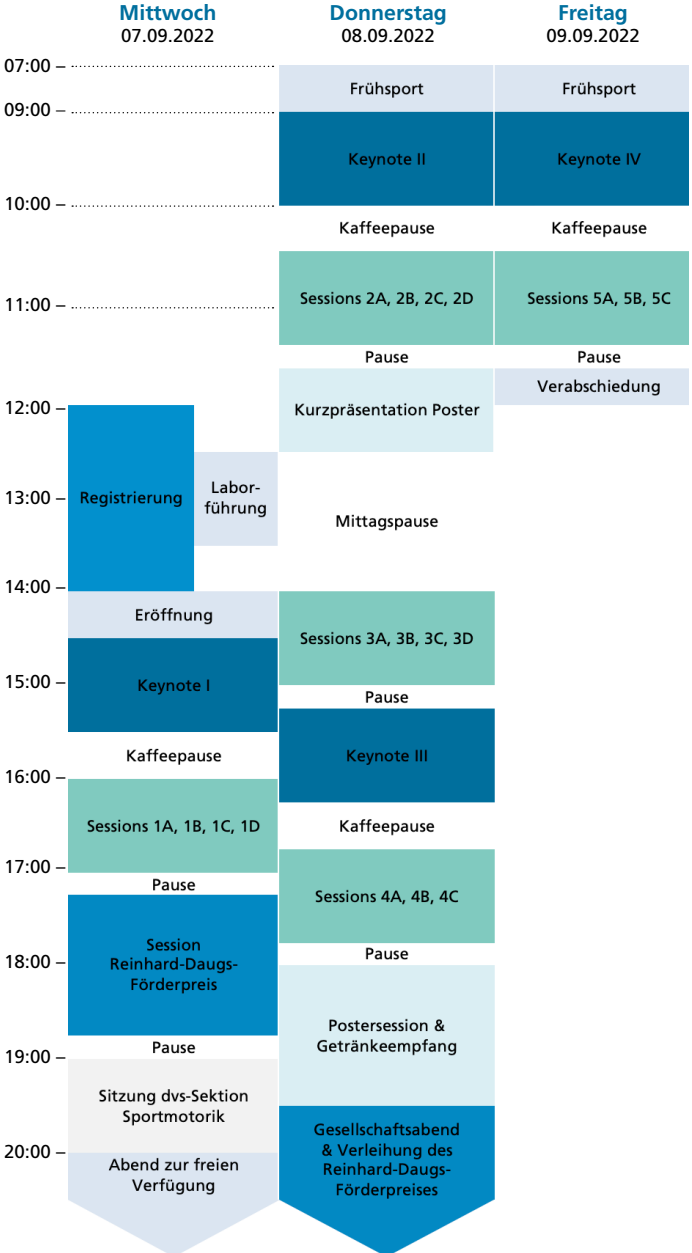 Mittwoch
07.09.2022
Donnerstag
08.09.2022
Freitag
09.09.2022
07:00 –
09:00 –
10:00 –
11:00 –
12:00 –
13:00 –
14:00 –
15:00 –
16:00 –
17:00 –
18:00 –
19:00 –
20:00 –
Registrierung
Labor-
führung
Eröffnung
Keynote I
Kaffeepause
Sessions 1A, 1B, 1C, 1D
Pause
Session
Reinhard-Daugs-
Förderpreis
Pause
Sitzung dvs-Sektion
Sportmotorik
Abend zur freien
Verfügung
Frühsport
Keynote II
Kaffeepause
Sessions 2A, 2B, 2C, 2D
Pause
Kurzpräsentation Poster
Mittagspause
Sessions 3A, 3B, 3C, 3D
Pause
Keynote III
Kaffeepause
Sessions 4A, 4B, 4C
Pause
Postersession &
Getränkeempfang
Gesellschaftsabend
& Verleihung des
Reinhard-Daugs-
Förderpreises
Frühsport
Keynote IV
Kaffeepause
Sessions 5A, 5B, 5C
Pause
Verabschiedung